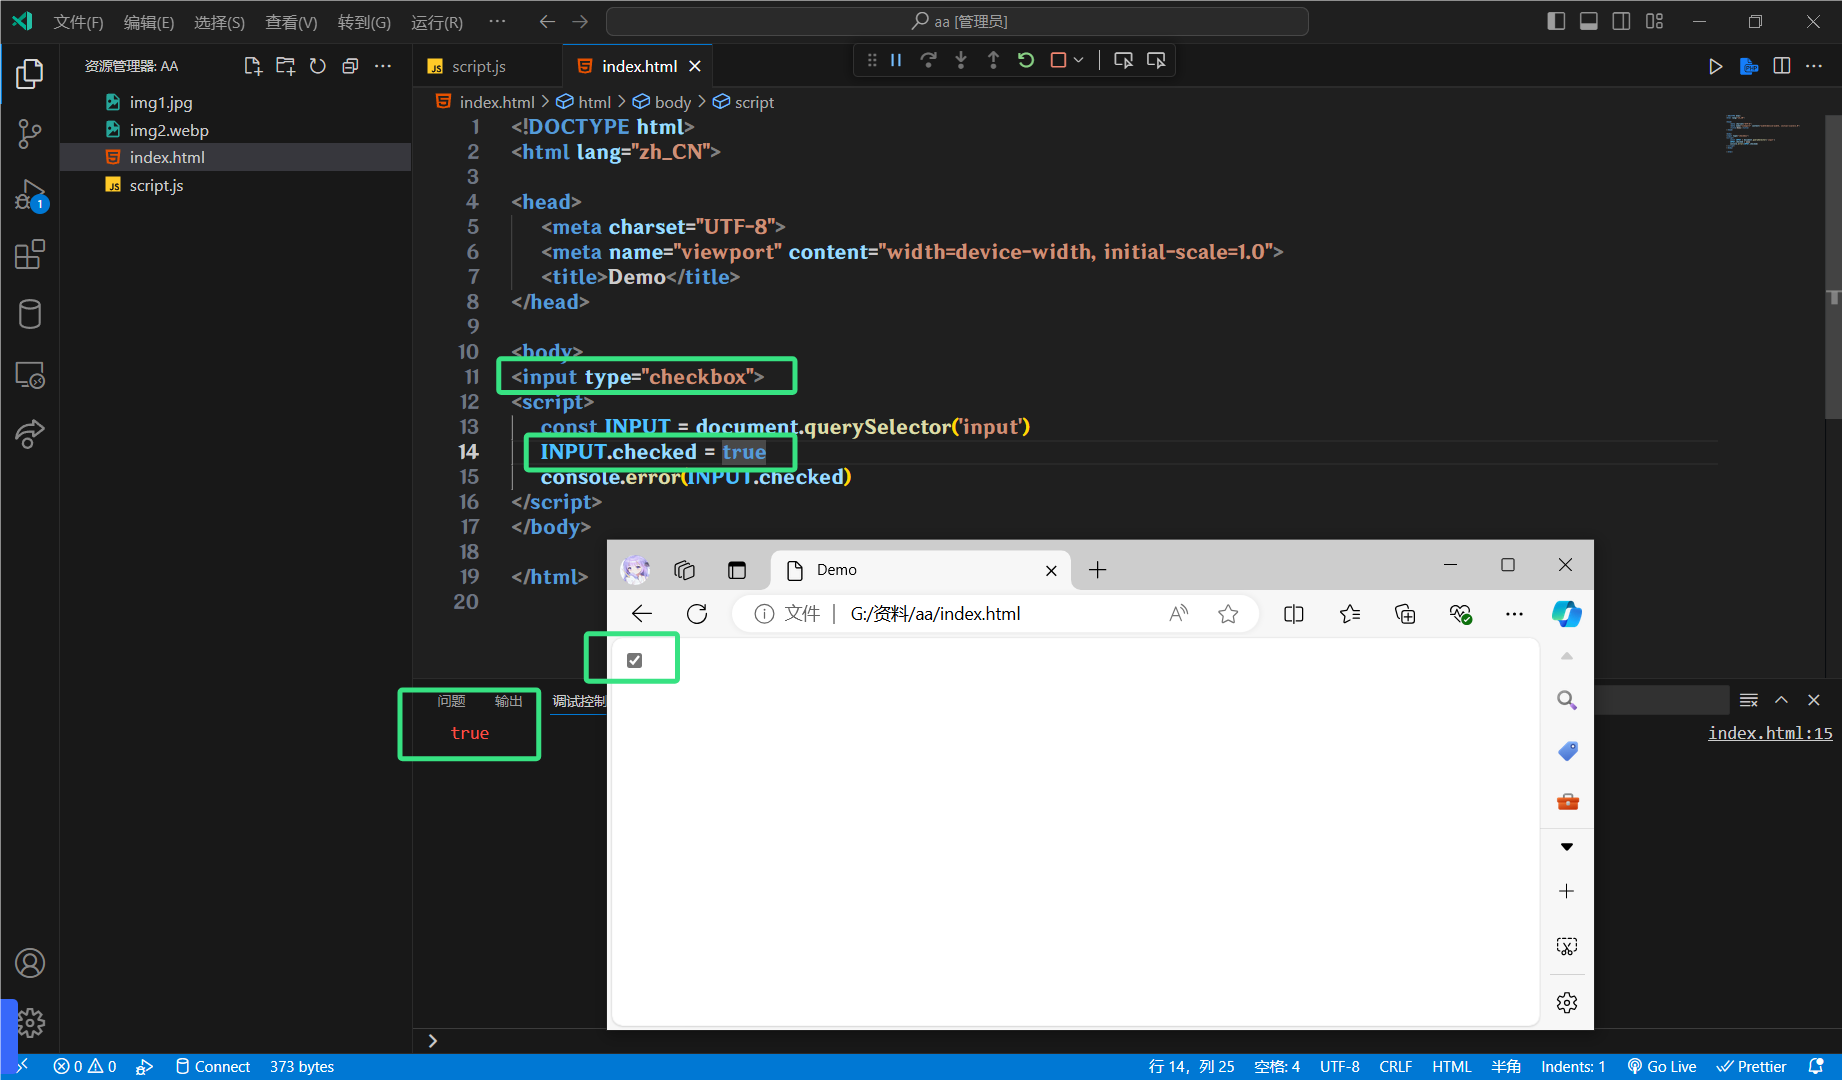 文件(F) 编辑(E) 选择(S) 查看(V) 转到(G) 运行(R) ··· aa [管理员]
资源管理器: AA
img1.jpg
img2.webp
index.html
script.js
1
script.js index.html
index.html > html > body > script
1 <!DOCTYPE html>
2 <html lang="zh_CN">
3
4 <head>
5 <meta charset="UTF-8">
6 <meta name="viewport" content="width=device-width, initial-scale=1.0">
7 <title>Demo</title>
8 </head>
9
10 <body>
11 <input type="checkbox">
12 <script>
13 const INPUT = document.querySelector('input')
14 INPUT.checked = true
15 console.error(INPUT.checked)
16 </script>
17 </body>
18
19 </html>
20
Demo
文件 | G:/资料/aa/index.html
问题 输出 调试控制
true
index.html:15
0 0 Connect 373 bytes 行 14，列 25 空格: 4 UTF-8 CRLF HTML 半角 Indents: 1 Go Live Prettier